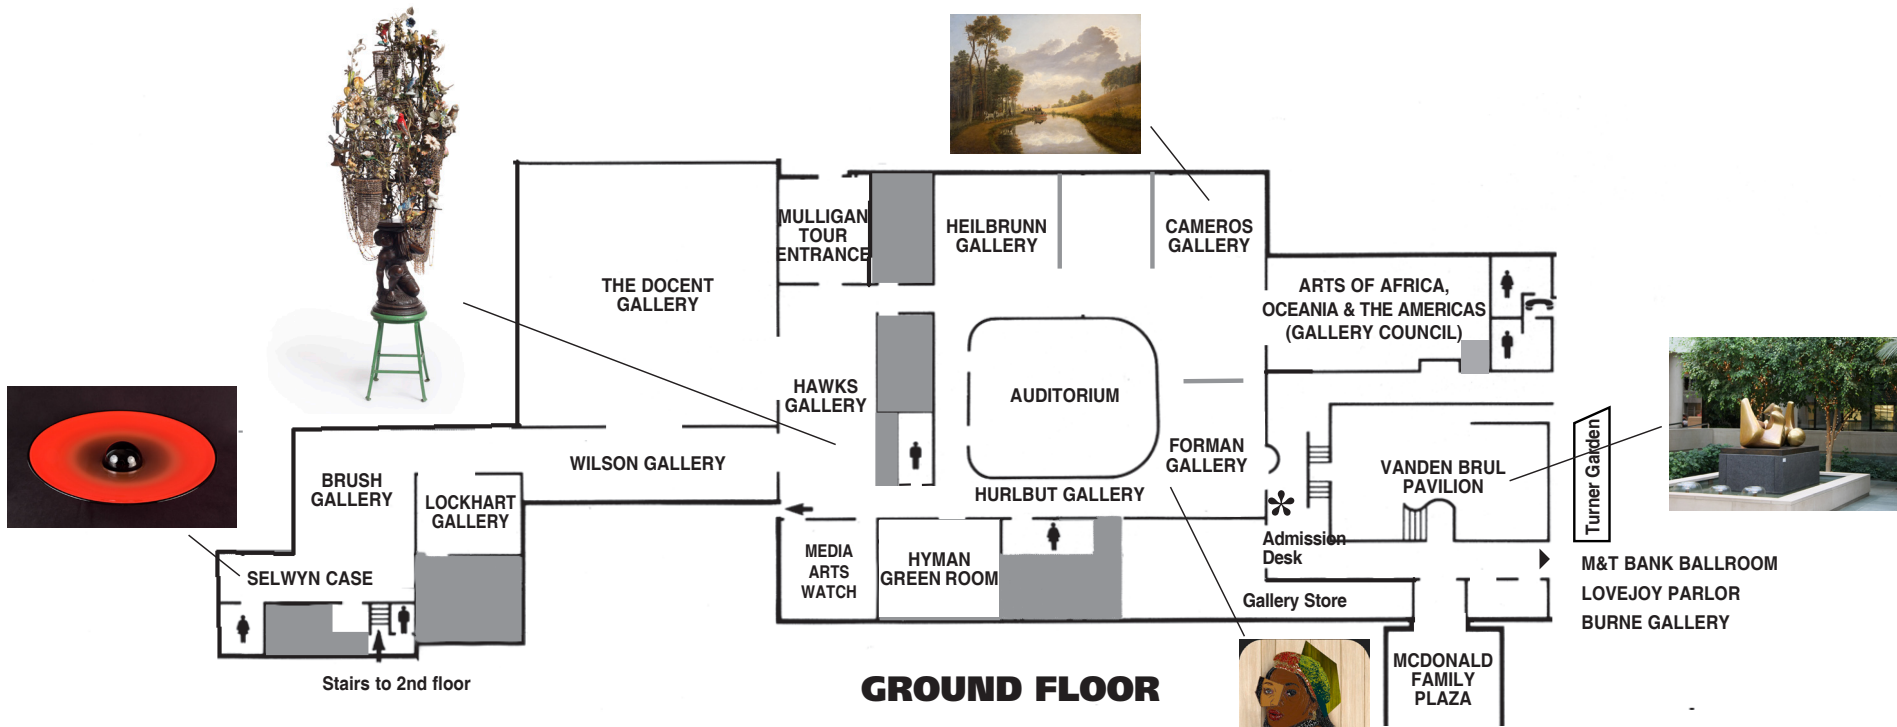 MULLIGAN
TOUR
ENTRANCE
HEILBRUNN
GALLERY
CAMEROS
GALLERY
THE DOCENT
GALLERY
ARTS OF AFRICA,
OCEANIA & THE AMERICAS
(GALLERY COUNCIL)
HAWKS
GALLERY
AUDITORIUM
FORMAN
GALLERY
WILSON GALLERY
BRUSH
GALLERY
LOCKHART
GALLERY
HURLBUT GALLERY
VANDEN BRUL
PAVILION
Turner Garden
*
Admission
Desk
MEDIA
ARTS
WATCH
HYMAN
GREEN ROOM
SELWYN CASE
Gallery Store
M&T BANK BALLROOM
LOVEJOY PARLOR
BURNE GALLERY
Stairs to 2nd floor
GROUND FLOOR
MCDONALD
FAMILY
PLAZA